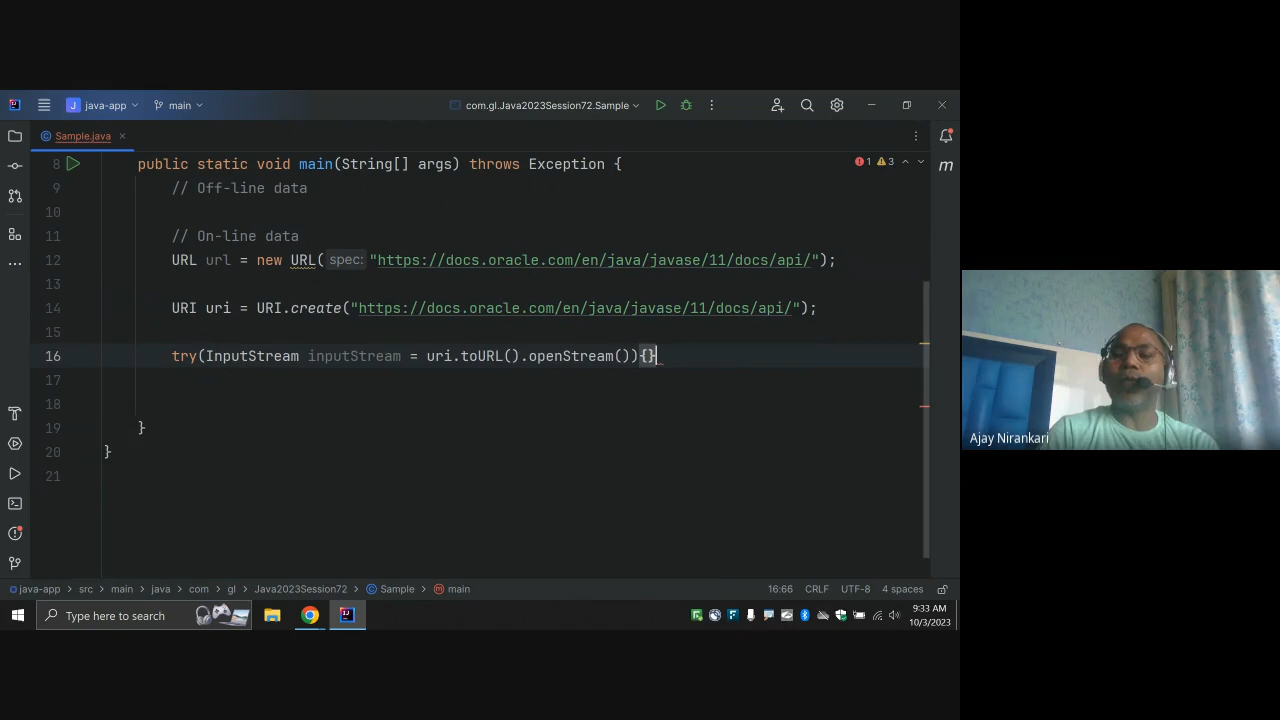 java-app
main
com.gl.Java2023Session72.Sample
Sample.java
8 public static void main(String[] args) throws Exception {
1 3
m
9 // Off-line data
10
11 // On-line data
12 URL url = new URL( spec: "https://docs.oracle.com/en/java/javase/11/docs/api/");
13
14 URI uri = URI.create("https://docs.oracle.com/en/java/javase/11/docs/api/");
15
16 try(InputStream inputStream = uri.toURL().openStream()){}
17
18
19 }
20 }
21
Ajay Nirankari
java-app > src > main > java > com > gl > Java2023Session72 > Sample > main
16:66 CRLF UTF-8 4 spaces
Type here to search
9:33 AM
10/3/2023